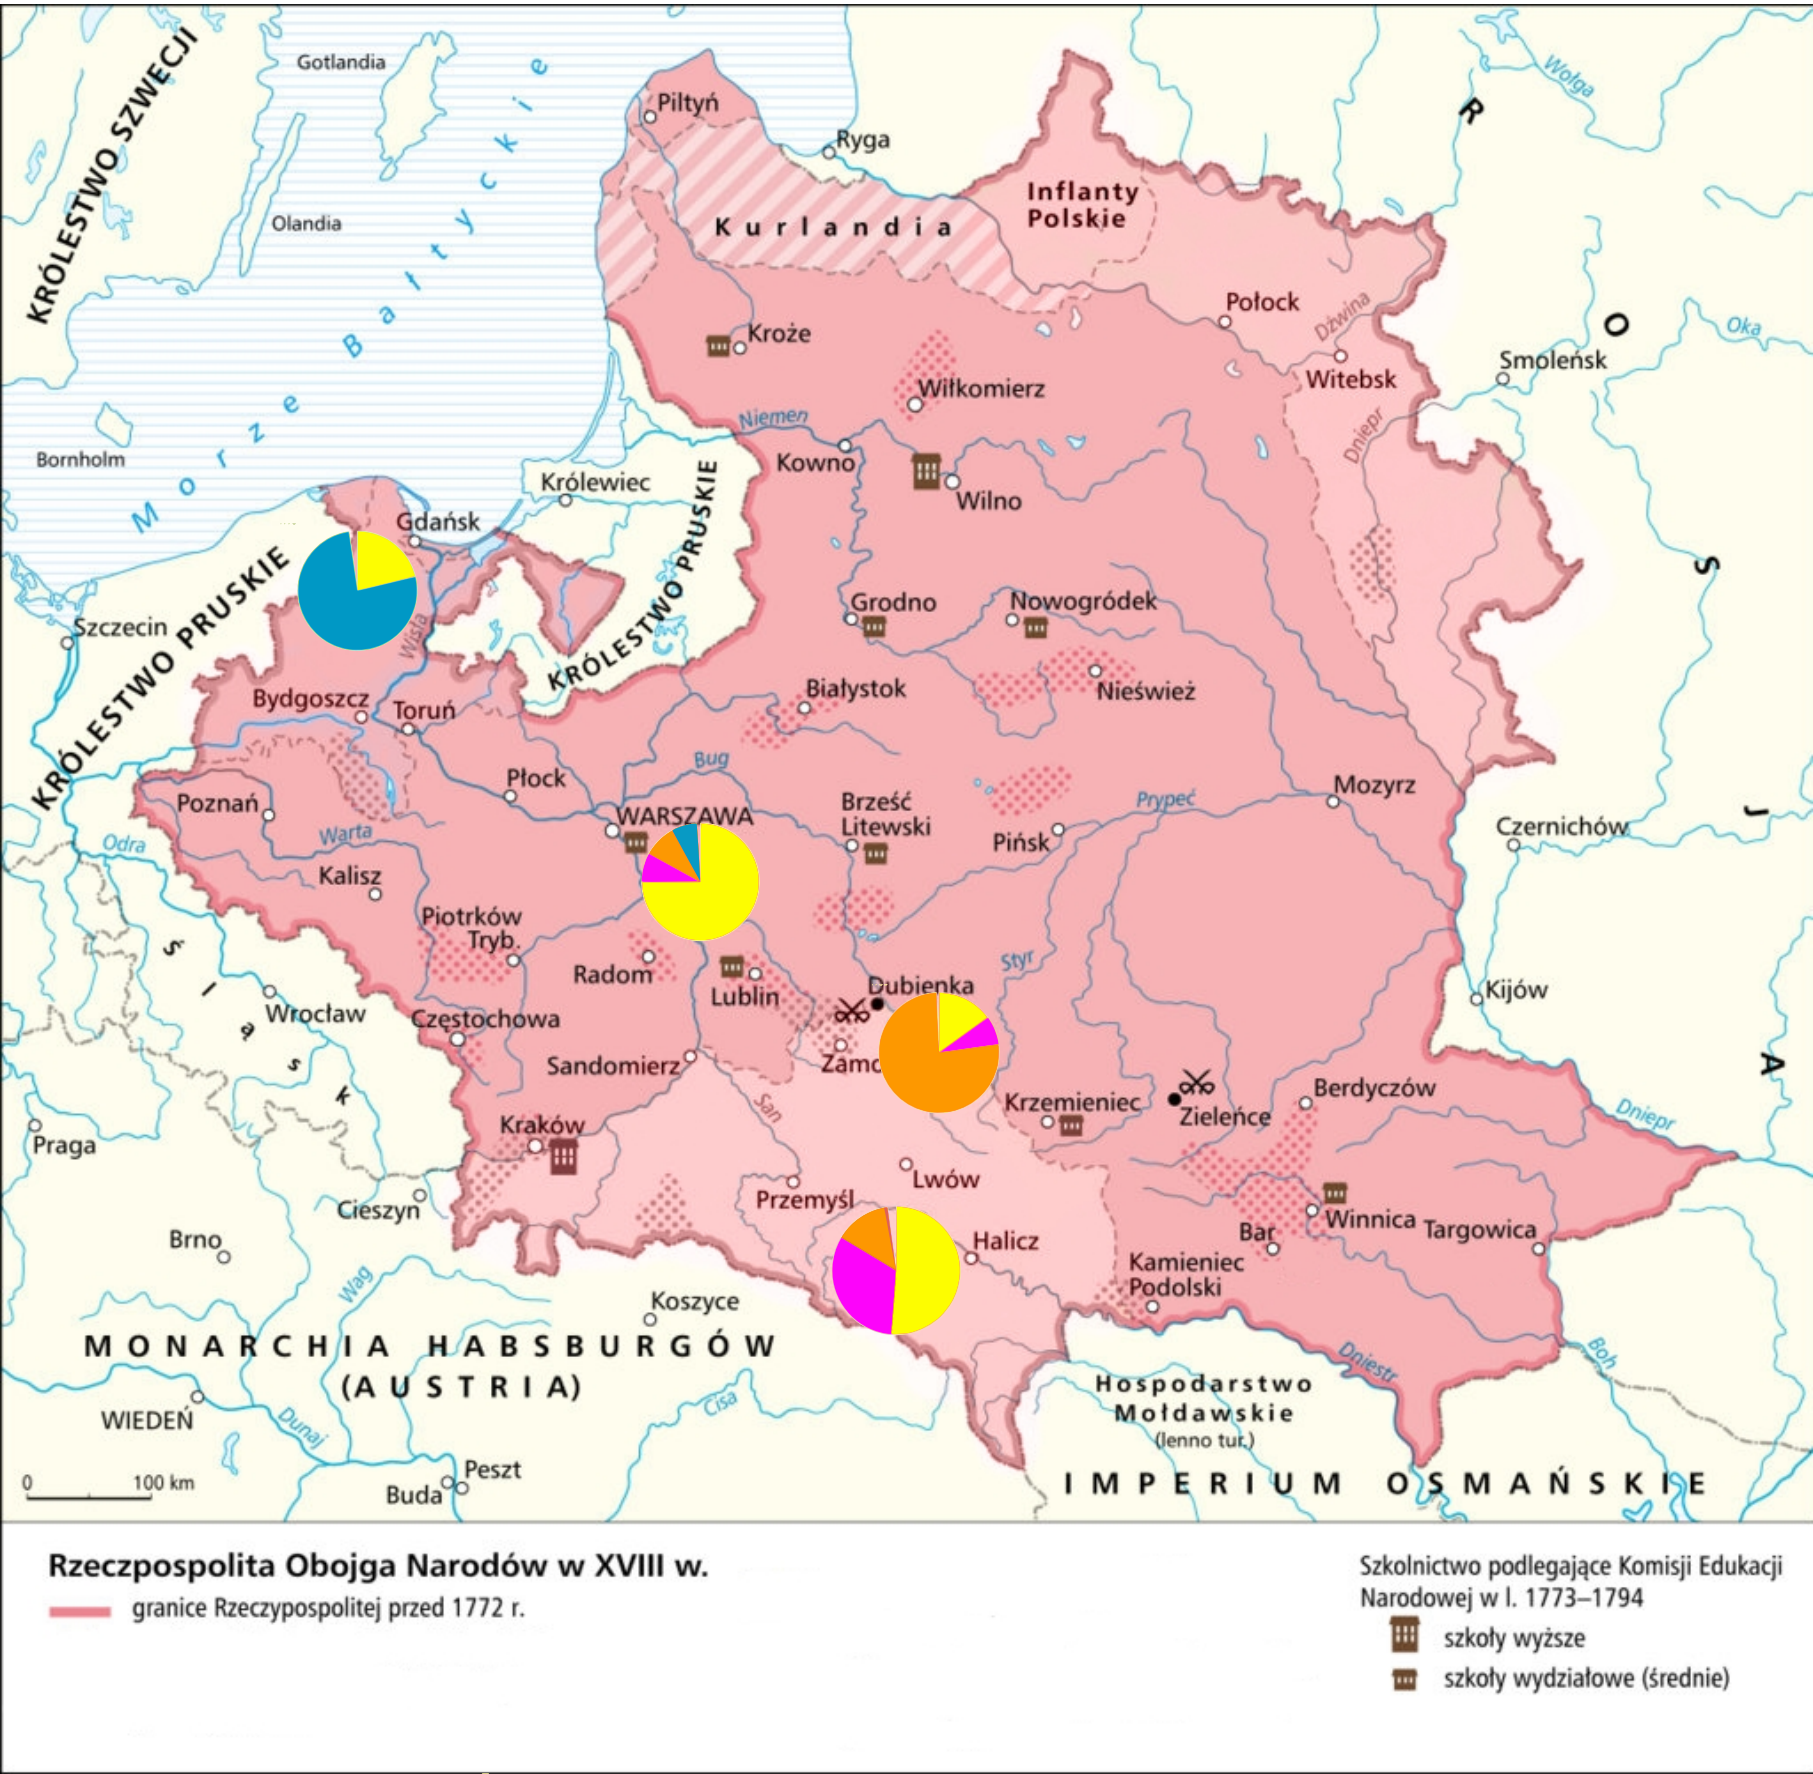 KRÓLESTWO SZWECJI
Gotlandia
Olandia
Bornholm
Morze Bałtyckie
Piltyń
Ryga
Kurlandia
Inflanty
Polskie
Wołga
R
O
S
J
A
Połock
Dźwina
Witebsk
Smoleńsk
Oka
Dniepr
Kroże
Wiłkomierz
Niemen
Kowno
Wilno
Królewiec
Gdańsk
KRÓLESTWO PRUSKIE
KRÓLESTWO PRUSKIE
KRÓLESTWO PRUSKIE
Szczecin
Wisła
Grodno
Nowogródek
Nieśwież
Białystok
Bydgoszcz
Toruń
Płock
Bug
Poznań
Warta
Odra
Kalisz
WARSZAWA
Brześć
Litewski
Pińsk
Prypeć
Mozyrz
Czernichów
Piotrków
Tryb.
Radom
Lublin
Dubienka
Styr
Kijów
Śląsk
Wrocław
Częstochowa
Sandomierz
Zamo
San
Krzemieniec
Zieleńce
Berdyczów
Dniepr
Praga
Kraków
Lwów
Przemyśl
Cieszyn
Brno
Wag
Halicz
Bar
Winnica
Targowica
Kamieniec
Podolski
Koszyce
MONARCHIA HABSBURGÓW
(AUSTRIA)
WIEDEŃ
Dunaj
Cisa
Dniestr
Boh
Hospodarstwo
Mołdawskie
(lenno tur.)
Peszt
Buda
IMPERIUM OSMAŃSKIE
0 100 km
Rzeczpospolita Obojga Narodów w XVIII w.
granice Rzeczypospolitej przed 1772 r.
Szkolnictwo podlegające Komisji Edukacji
Narodowej w l. 1773–1794
szkoły wyższe
szkoły wydziałowe (średnie)